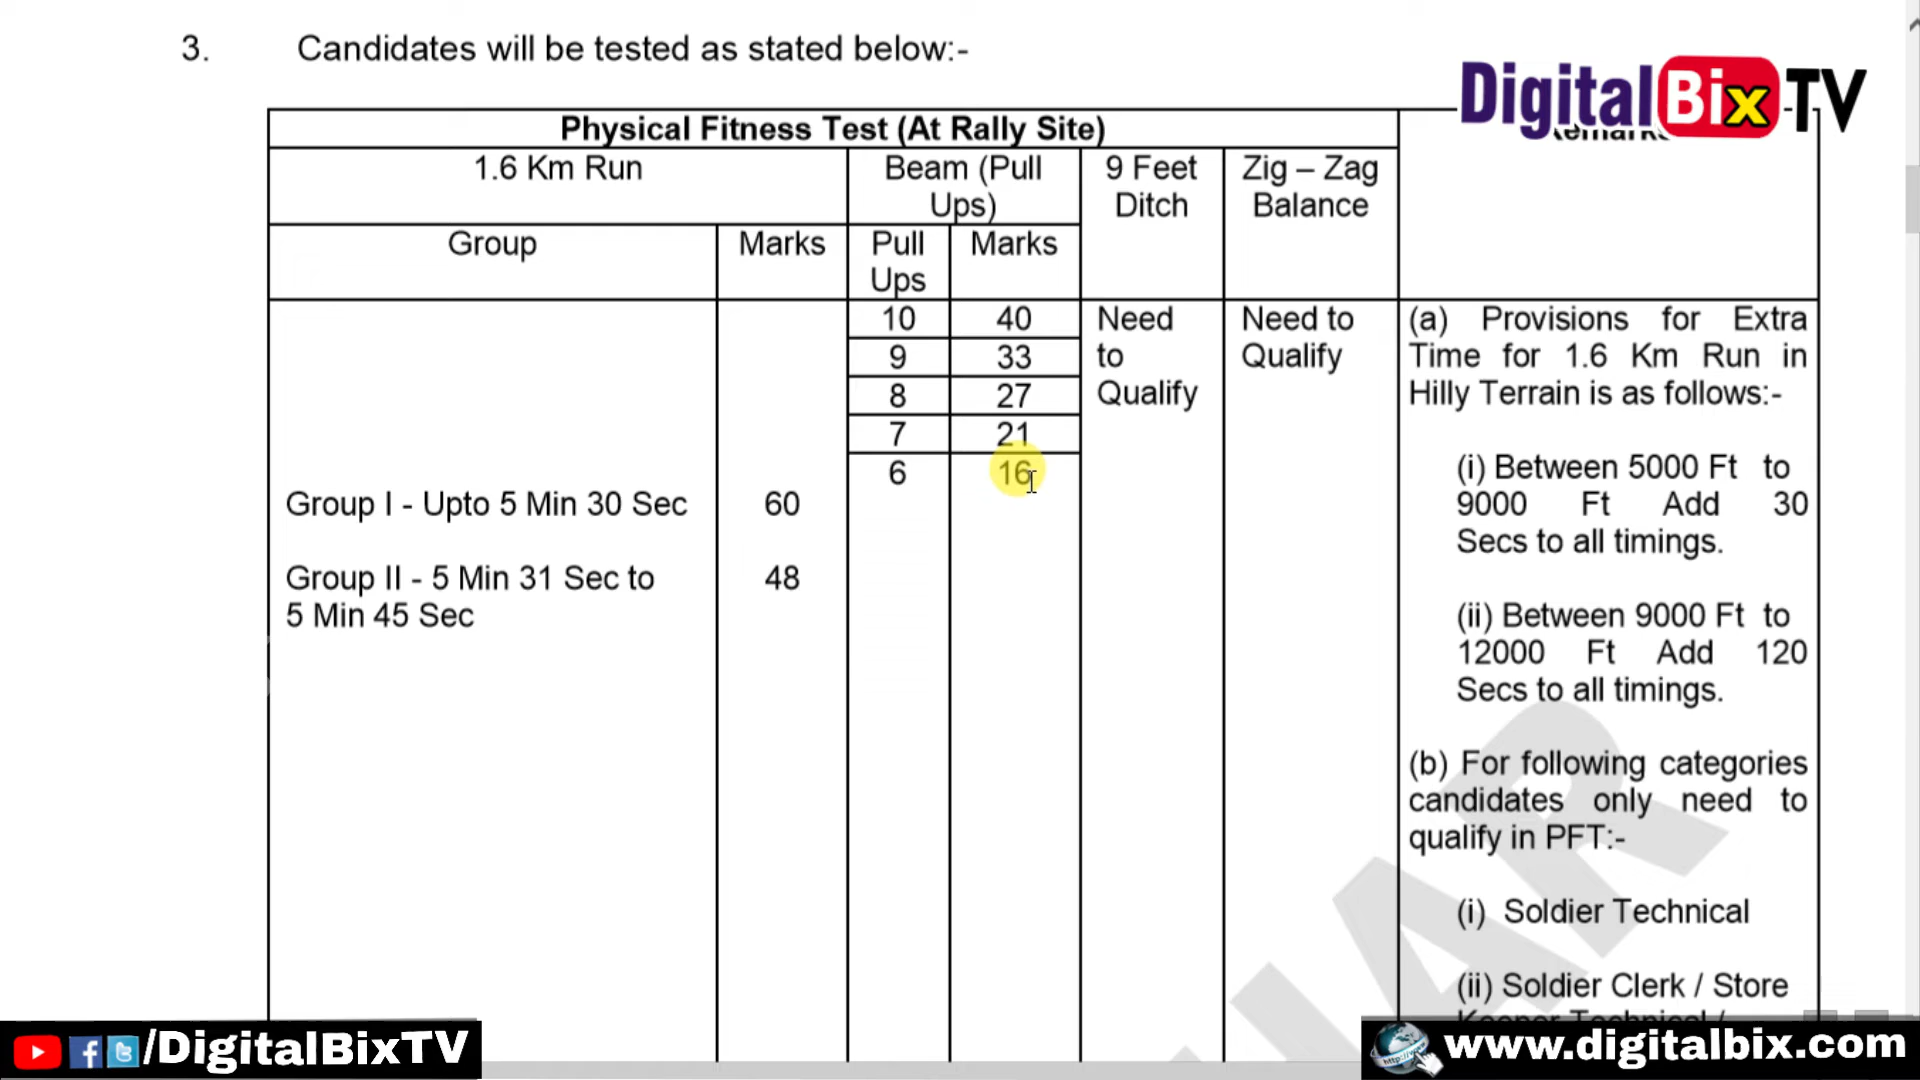 3. Candidates will be tested as stated below:-
DigitalBixTV
Physical Fitness Test (At Rally Site)
Remarks
1.6 Km Run
Beam (Pull
Ups)
9 Feet
Ditch
Zig – Zag
Balance
Group
Marks
Pull
Ups
Marks
10 40
9 33
8 27
7 21
6 16
Need
to
Qualify
Need to
Qualify
Group I - Upto 5 Min 30 Sec 60
Group II - 5 Min 31 Sec to 48
5 Min 45 Sec
(a) Provisions for Extra
Time for 1.6 Km Run in
Hilly Terrain is as follows:-
(i) Between 5000 Ft to
9000 Ft Add 30
Secs to all timings.
(ii) Between 9000 Ft to
12000 Ft Add 120
Secs to all timings.
(b) For following categories
candidates only need to
qualify in PFT:-
(i) Soldier Technical
(ii) Soldier Clerk / Store
Keeper Technical /
/DigitalBixTV
www.digitalbix.com